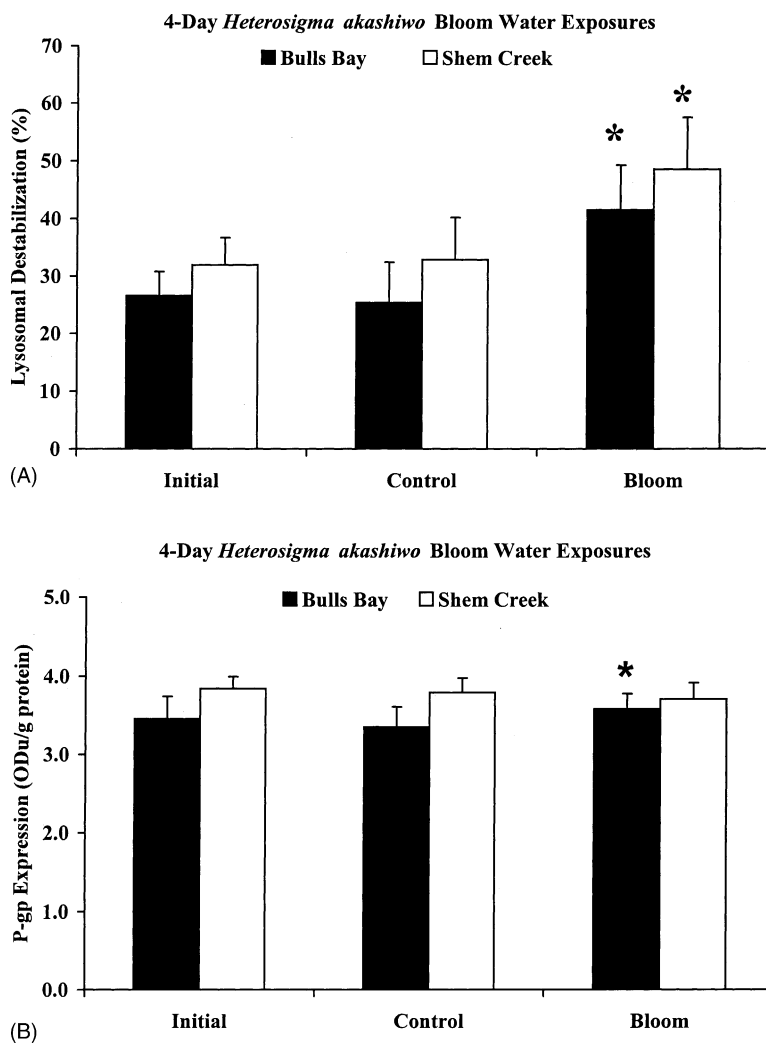 4-Day Heterosigma akashiwo Bloom Water Exposures
Bulls Bay
Shem Creek
Lysosomal Destabilization (%)
70
60
50
40
30
20
10
0
*
*
Initial
Control
Bloom
(A)
4-Day Heterosigma akashiwo Bloom Water Exposures
Bulls Bay
Shem Creek
P-gp Expression (ODu/g protein)
5.0
4.0
3.0
2.0
1.0
0.0
*
Initial
Control
Bloom
(B)